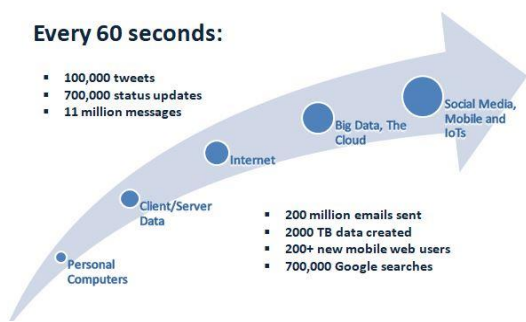 Every 60 seconds:
▪ 100,000 tweets
▪ 700,000 status updates
▪ 11 million messages
Social Media,
Mobile and
IoTs
Big Data, The
Cloud
Internet
Client/Server
Data
Personal
Computers
▪ 200 million emails sent
▪ 2000 TB data created
▪ 200+ new mobile web users
▪ 700,000 Google searches